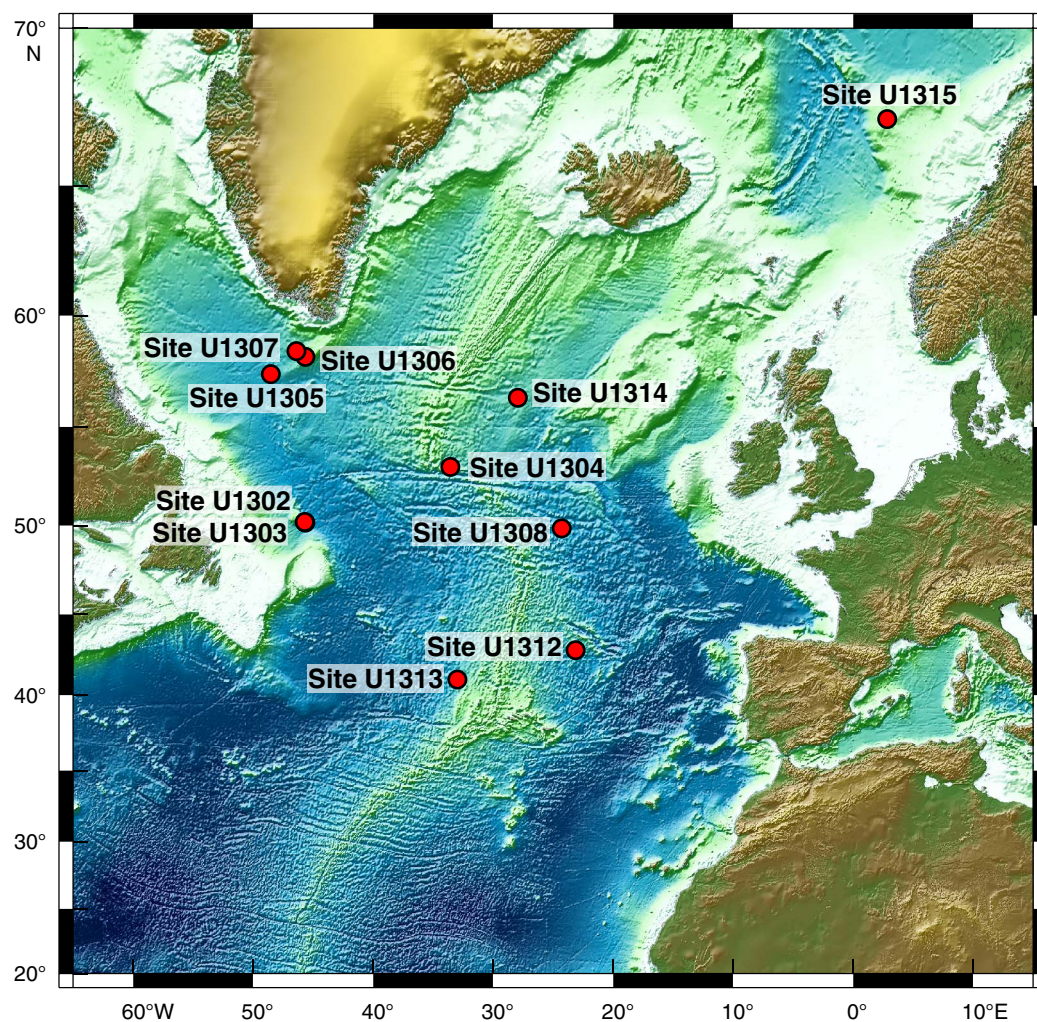 70°
N
Site U1315
60°
Site U1307
Site U1306
Site U1305
Site U1314
Site U1304
Site U1302
Site U1303
50°
Site U1308
Site U1312
Site U1313
40°
30°
20°
60°W
50°
40°
30°
20°
10°
0°
10°E